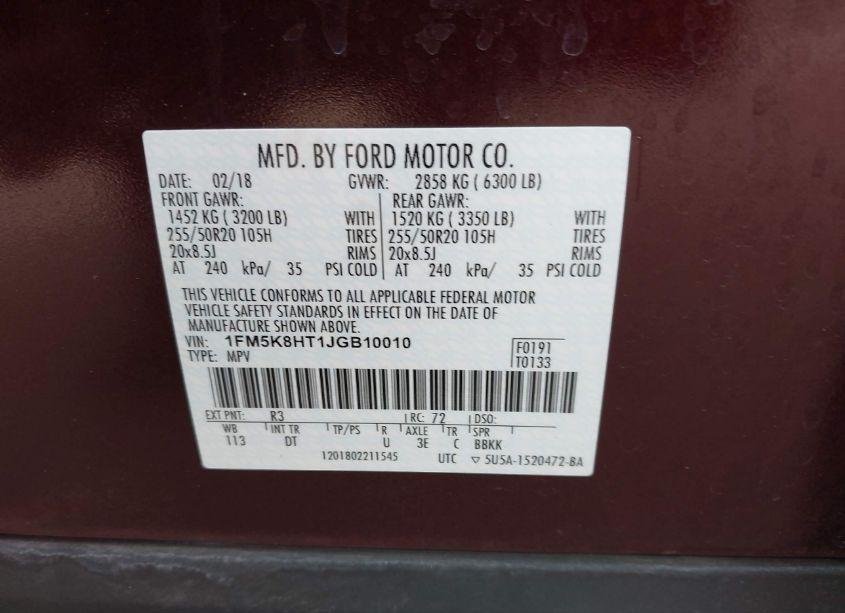 MFD. BY FORD MOTOR CO.
DATE: 02/18 GVWR: 2858 KG ( 6300 LB)
FRONT GAWR: REAR GAWR:
1452 KG ( 3200 LB) WITH 1520 KG ( 3350 LB) WITH
255/50R20 105H TIRES 255/50R20 105H TIRES
20x8.5J RIMS 20x8.5J RIMS
AT 240 kPa/ 35 PSI COLD AT 240 kPa/ 35 PSI COLD
THIS VEHICLE CONFORMS TO ALL APPLICABLE FEDERAL MOTOR
VEHICLE SAFETY STANDARDS IN EFFECT ON THE DATE OF
MANUFACTURE SHOWN ABOVE.
VIN: 1FM5K8HT1JGB10010 F0191
TYPE: MPV T0133
EXT PNT: R3 RC: 72 DSO:
WB INT TR TP/PS R AXLE TR SPR
113 DT U 3E C BBKK
1201802211545 UTC ▽ 5U5A-1520472-BA